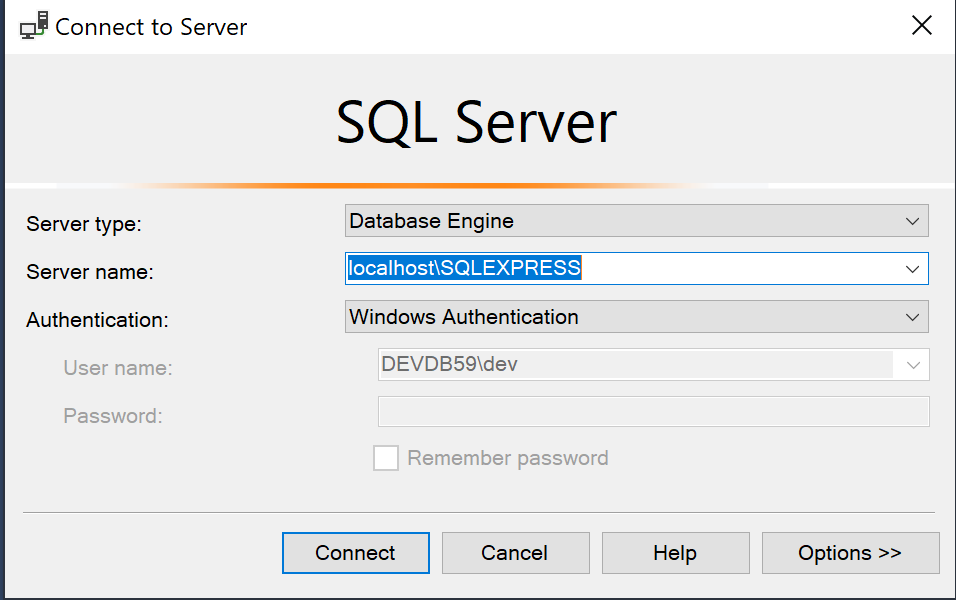 Connect to Server
SQL Server
Server type: Database Engine
Server name: localhost\SQLEXPRESS
Authentication: Windows Authentication
User name: DEVDB59\dev
Password:
Remember password
Connect Cancel Help Options >>